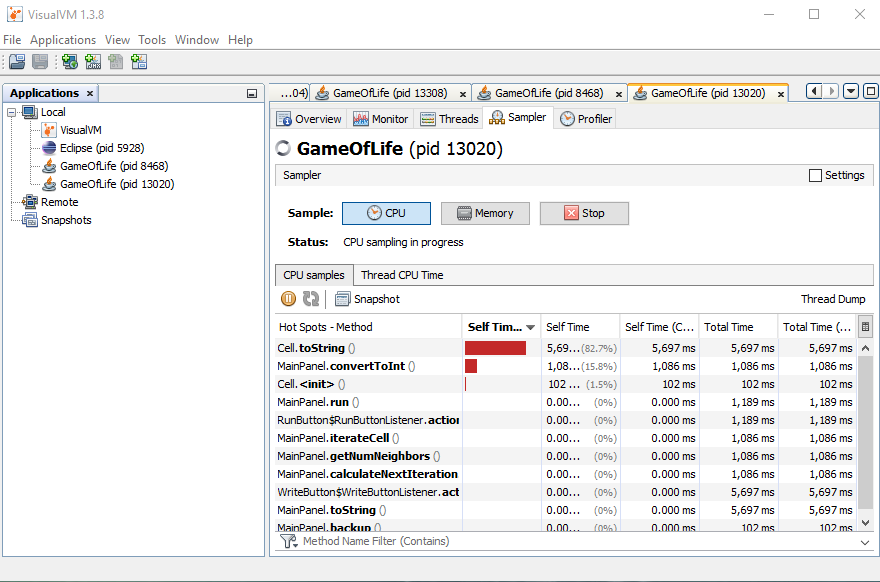 VisualVM 1.3.8
File Applications View Tools Window Help
Applications ×
...04) GameOfLife (pid 13308) × GameOfLife (pid 8468) × GameOfLife (pid 13020) ×
Local
VisualVM
Eclipse (pid 5928)
GameOfLife (pid 8468)
GameOfLife (pid 13020)
Remote
Snapshots
Overview Monitor Threads Sampler Profiler
GameOfLife (pid 13020)
Sampler Settings
Sample: CPU Memory Stop
Status: CPU sampling in progress
CPU samples Thread CPU Time
Snapshot Thread Dump
Hot Spots - Method Self Tim... Self Time Self Time (C... Total Time Total Time (...
Cell.toString () 5,69... (82.7%) 5,697 ms 5,697 ms 5,697 ms
MainPanel.convertToInt () 1,08... (15.8%) 1,086 ms 1,086 ms 1,086 ms
Cell.<init> () 102 ... (1.5%) 102 ms 102 ms 102 ms
MainPanel.run () 0.00... (0%) 0.000 ms 1,189 ms 1,189 ms
RunButton$RunButtonListener.action 0.00... (0%) 0.000 ms 1,189 ms 1,189 ms
MainPanel.iterateCell () 0.00... (0%) 0.000 ms 1,086 ms 1,086 ms
MainPanel.getNumNeighbors () 0.00... (0%) 0.000 ms 1,086 ms 1,086 ms
MainPanel.calculateNextIteration 0.00... (0%) 0.000 ms 1,086 ms 1,086 ms
WriteButton$WriteButtonListener.act 0.00... (0%) 0.000 ms 5,697 ms 5,697 ms
MainPanel.toString () 0.00... (0%) 0.000 ms 5,697 ms 5,697 ms
MainPanel.backup () 0.00... (0%) 0.000 ms 102 ms 102 ms
Method Name Filter (Contains)